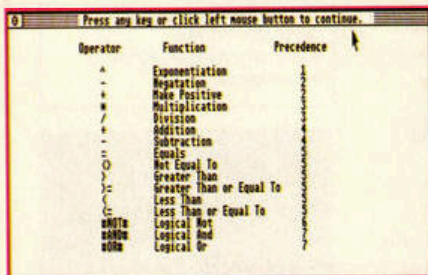 Press any key or click left mouse button to continue.
Operator Function Precedence
^ Exponentiation 1
- Negatation 2
+ Make Positive 2
* Multiplication 3
/ Division 3
+ Addition 4
- Subtraction 4
= Equals 5
<> Not Equal To 5
> Greater Than 5
>= Greater Than or Equal To 5
< Less Than 5
<= Less Than or Equal To 5
NOT Logical Not 6
AND Logical And 7
OR Logical Or 7